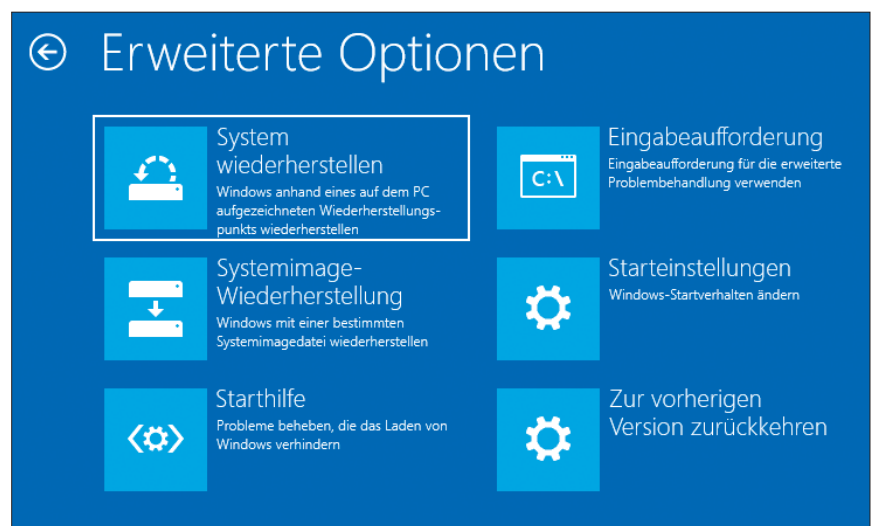 Erweiterte Optionen
System
wiederherstellen
Windows anhand eines auf dem PC
aufgezeichneten Wiederherstellungs-
punkts wiederherstellen
Systemimage-
Wiederherstellung
Windows mit einer bestimmten
Systemimagedatei wiederherstellen
Starthilfe
Probleme beheben, die das Laden von
Windows verhindern
C:\
Eingabeaufforderung
Eingabeaufforderung für die erweiterte
Problembehandlung verwenden
Starteinstellungen
Windows-Startverhalten ändern
Zur vorherigen
Version zurückkehren